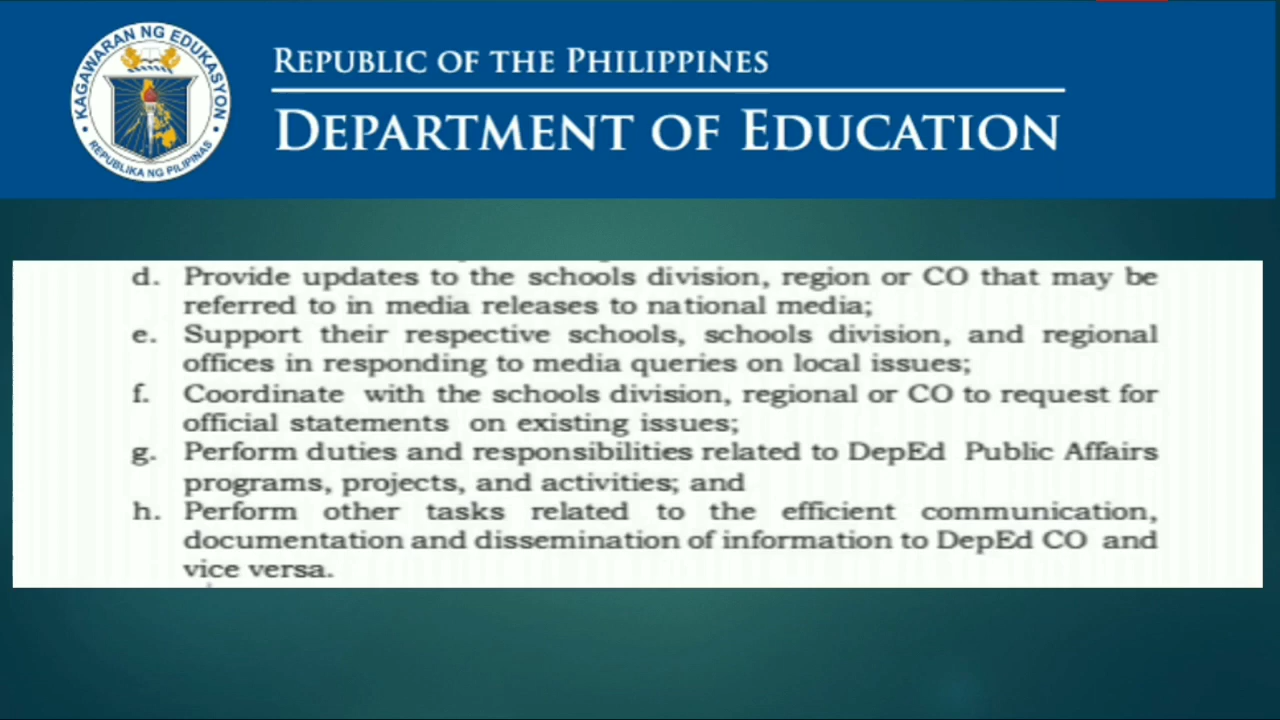 KAGAWARAN NG EDUKASYON
REPUBLIKA NG PILIPINAS
REPUBLIC OF THE PHILIPPINES
DEPARTMENT OF EDUCATION
d. Provide updates to the schools division, region or CO that may be
referred to in media releases to national media;
e. Support their respective schools, schools division, and regional
offices in responding to media queries on local issues;
f. Coordinate with the schools division, regional or CO to request for
official statements on existing issues;
g. Perform duties and responsibilities related to DepEd Public Affairs
programs, projects, and activities; and
h. Perform other tasks related to the efficient communication,
documentation and dissemination of information to DepEd CO and
vice versa.